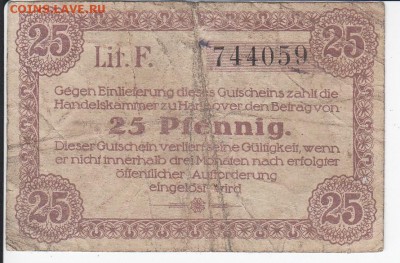 COINS.LAVE.RU
25 25
Lit. F. 744059
Gegen Einlieferung dieses Gutscheins zahlt die
Handelskammer zu Hannover den Betrag von
25 Pfennig.
Dieser Gutschein verliert seine Gültigkeit, wenn
er nicht innerhalb drei Monaten nach erfolgter
öffentlicher Aufforderung
eingelöst wird
25 25